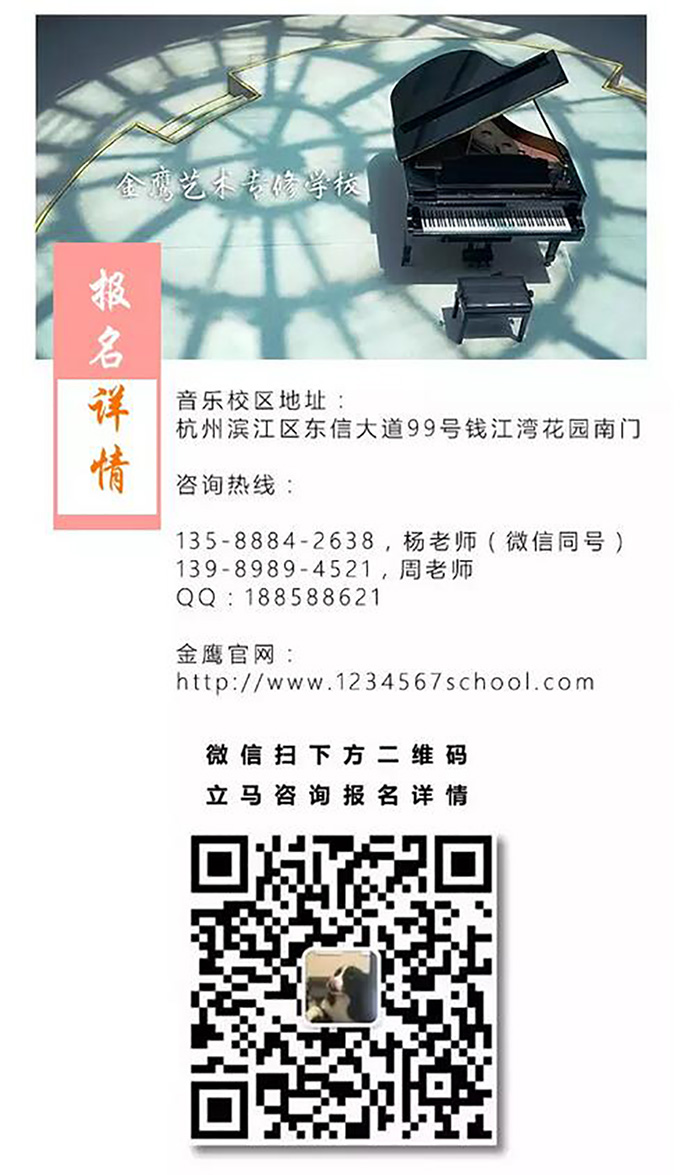 金鹰艺术专修学校
报名
详情
音乐校区地址：
杭州滨江区东信大道99号钱江湾花园南门
咨询热线：
135-8884-2638，杨老师（微信同号）
139-8989-4521，周老师
QQ：188588621
金鹰官网：
http://www.1234567school.com
微信扫下方二维码
立马咨询报名详情